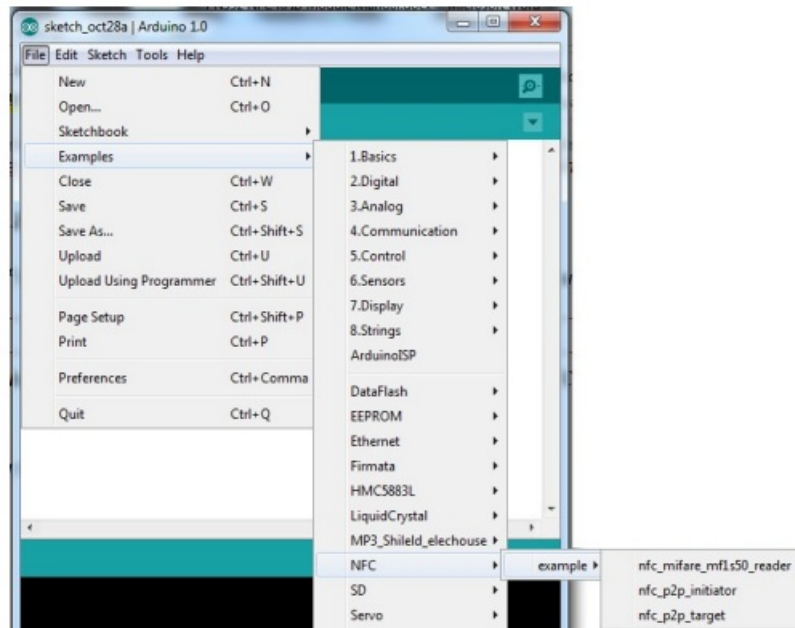 sketch_oct28a | Arduino 1.0
File Edit Sketch Tools Help
New Ctrl+N
Open... Ctrl+O
Sketchbook
Examples
Close Ctrl+W
Save Ctrl+S
Save As... Ctrl+Shift+S
Upload Ctrl+U
Upload Using Programmer Ctrl+Shift+U
Page Setup Ctrl+Shift+P
Print Ctrl+P
Preferences Ctrl+Comma
Quit Ctrl+Q
1.Basics
2.Digital
3.Analog
4.Communication
5.Control
6.Sensors
7.Display
8.Strings
ArduinoISP
DataFlash
EEPROM
Ethernet
Firmata
HMC5883L
LiquidCrystal
MP3_Shileld_elechouse
NFC
SD
Servo
example
nfc_mifare_mf1s50_reader
nfc_p2p_initiator
nfc_p2p_target